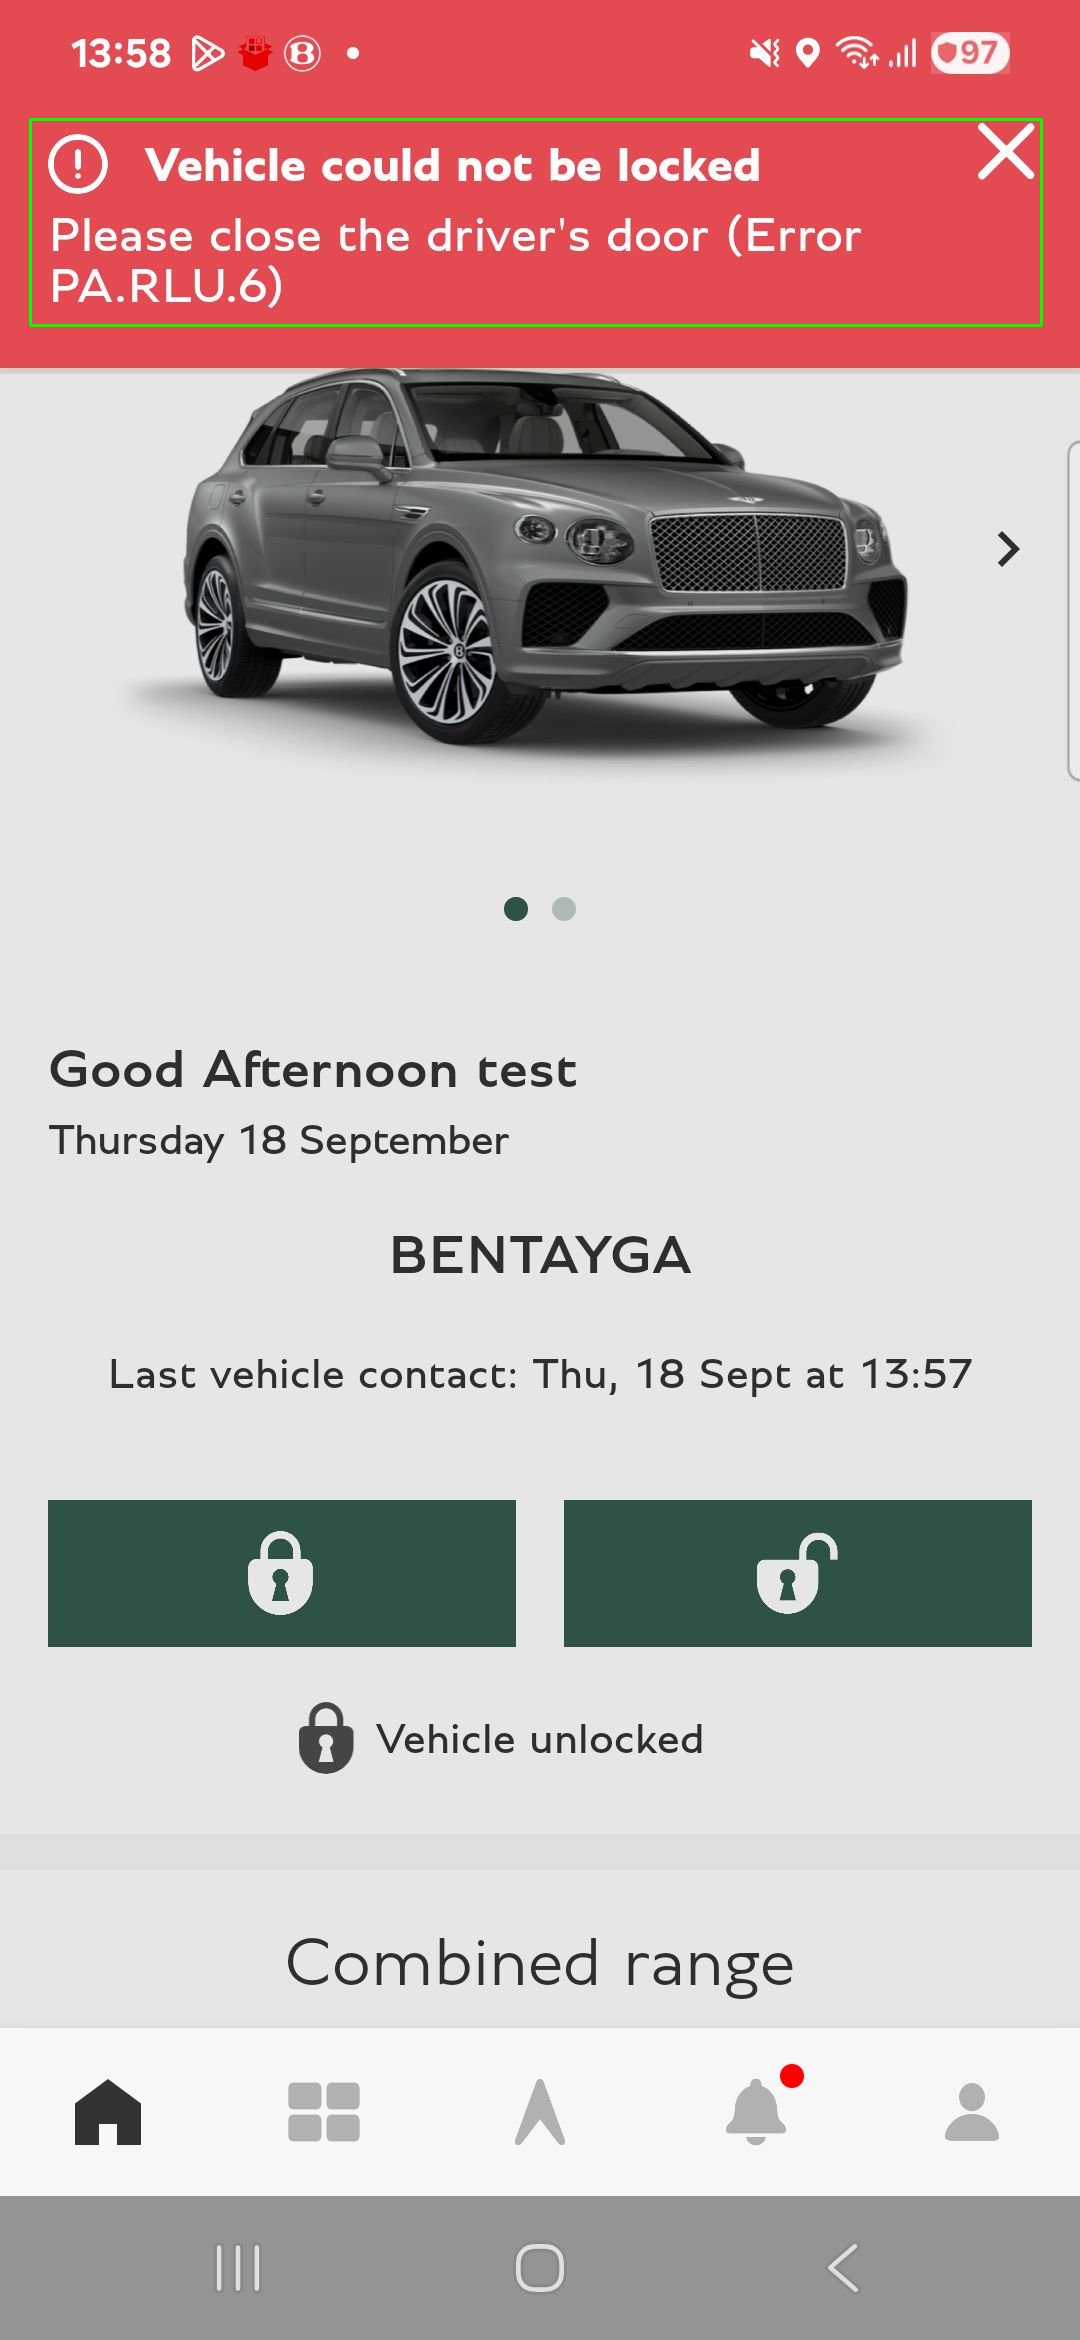 13:58
97
Vehicle could not be locked
Please close the driver's door (Error
PA.RLU.6)
Good Afternoon test
Thursday 18 September
BENTAYGA
Last vehicle contact: Thu, 18 Sept at 13:57
Vehicle unlocked
Combined range